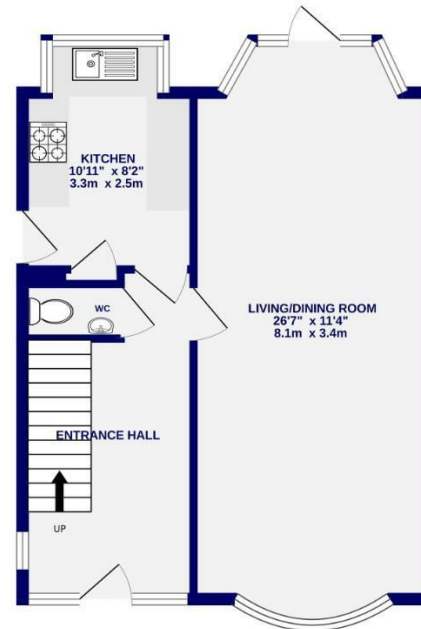 KITCHEN
10'11" x 8'2"
3.3m x 2.5m
WC
LIVING/DINING ROOM
26'7" x 11'4"
8.1m x 3.4m
ENTRANCE HALL
UP